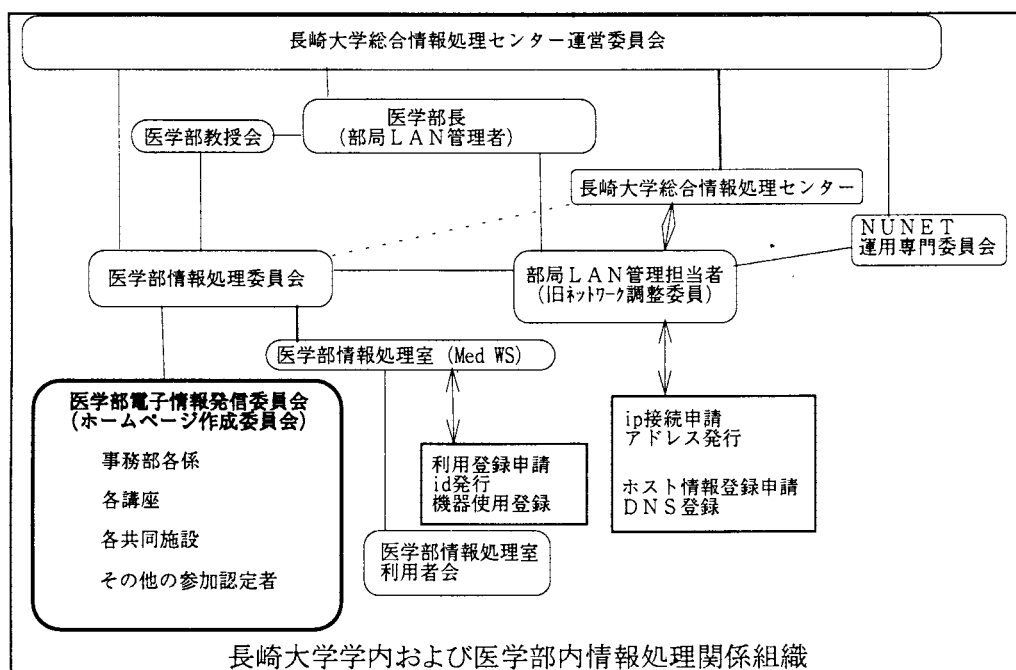 長崎大学総合情報処理センター運営委員会
医学部長
(部局LAN管理者)
医学部教授会
長崎大学総合情報処理センター
NUNET
運用専門委員会
医学部情報処理委員会
部局LAN管理担当者
(旧ネットワーク調整委員)
医学部情報処理室 (Med WS)
医学部電子情報発信委員会
(ホームページ作成委員会)
事務部各係
各講座
各共同施設
その他の参加認定者
利用登録申請
id発行
機器使用登録
ip接続申請
アドレス発行
ホスト情報登録申請
DNS登録
医学部情報処理室
利用者会
長崎大学学内および医学部内情報処理関係組織